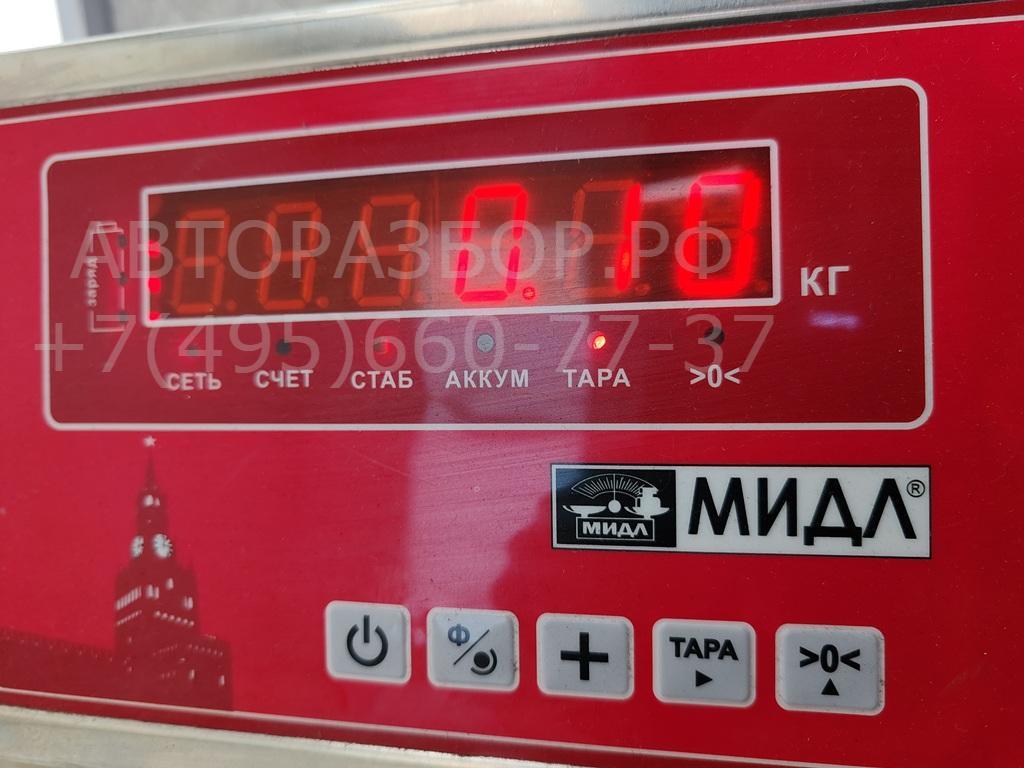 0.10
КГ
заряд
АВТОРАЗБОР.РФ
+7(495)660-77-37
СЕТЬ СЧЕТ СТАБ АККУМ ТАРА >0<
МИДЛ МИДЛ®
Ф ТАРА >0<